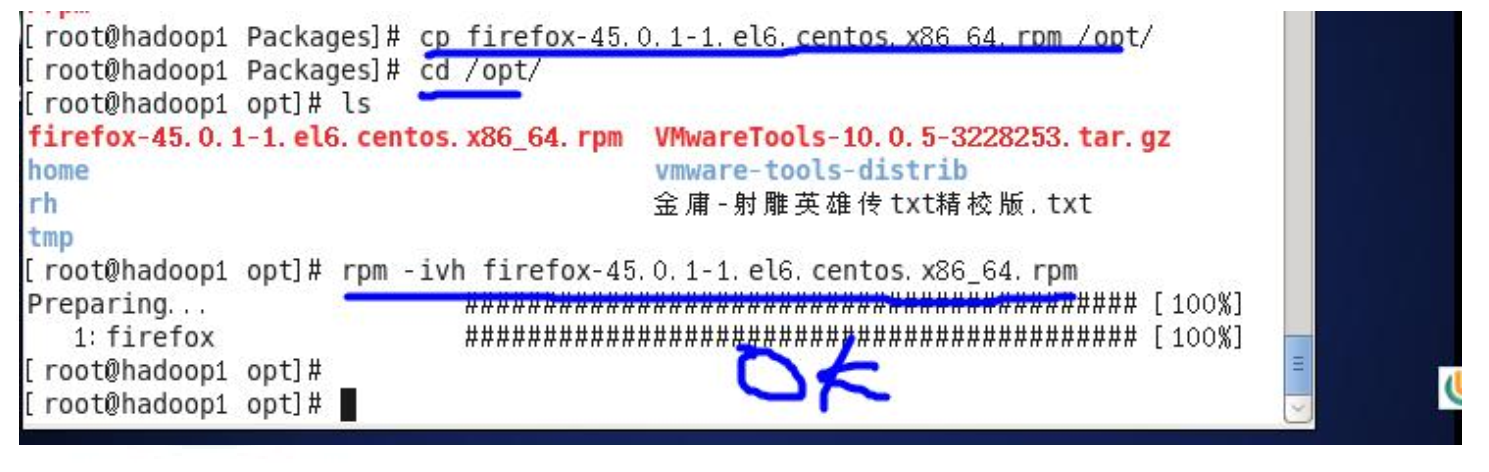 [root@hadoop1 Packages]# cp firefox-45.0.1-1.el6.centos.x86_64.rpm /opt/
[root@hadoop1 Packages]# cd /opt/
[root@hadoop1 opt]# ls
firefox-45.0.1-1.el6.centos.x86_64.rpm VMwareTools-10.0.5-3228253.tar.gz
home vmware-tools-distrib
rh 金庸-射雕英雄传txt精校版.txt
tmp
[root@hadoop1 opt]# rpm -ivh firefox-45.0.1-1.el6.centos.x86_64.rpm
Preparing... ########################################### [100%]
1:firefox ########################################### [100%]
[root@hadoop1 opt]#
OK
[root@hadoop1 opt]#